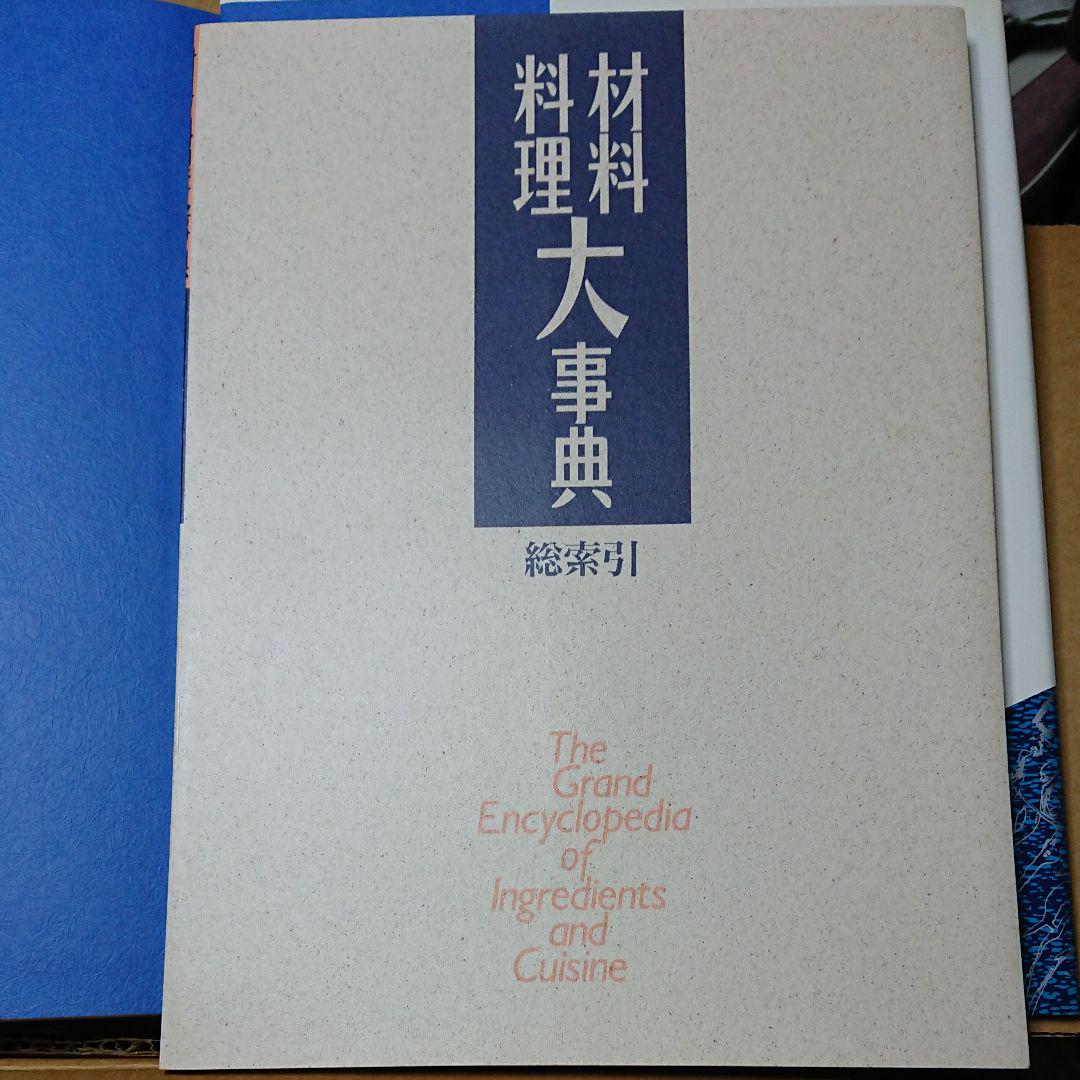 材料
料理
大
事典
総索引
The
Grand
Encyclopedia
of
Ingredients
and
Cuisine